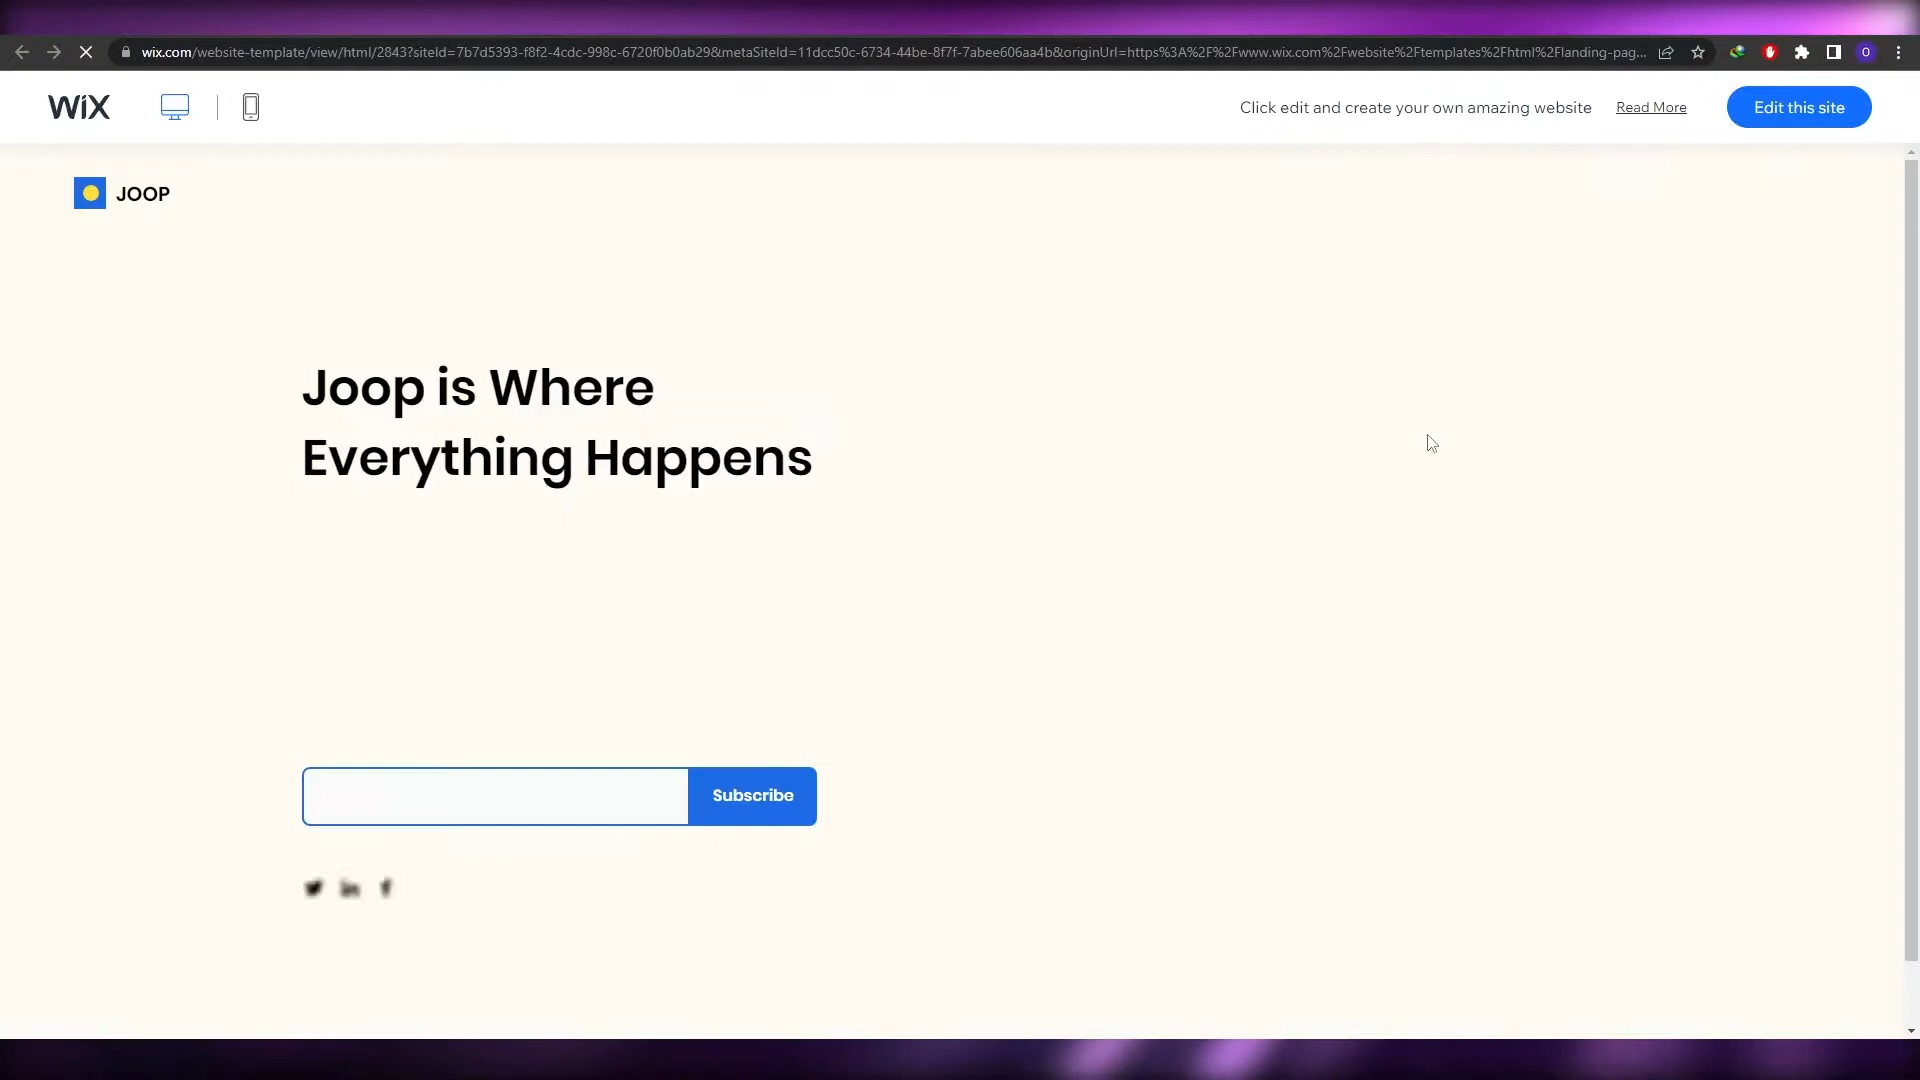 wix.com/website-template/view/html/2843?siteId=7b7d5393-f8f2-4cdc-998c-6720f0b0ab29&metaSiteId=11dcc50c-6734-44be-8f7f-7abee606aa4b&originUrl=https%3A%2F%2Fwww.wix.com%2Fwebsite%2Ftemplates%2Fhtml%2Flanding-pag...
O
WiX
Click edit and create your own amazing website
Read More
Edit this site
JOOP
Joop is Where
Everything Happens
Subscribe